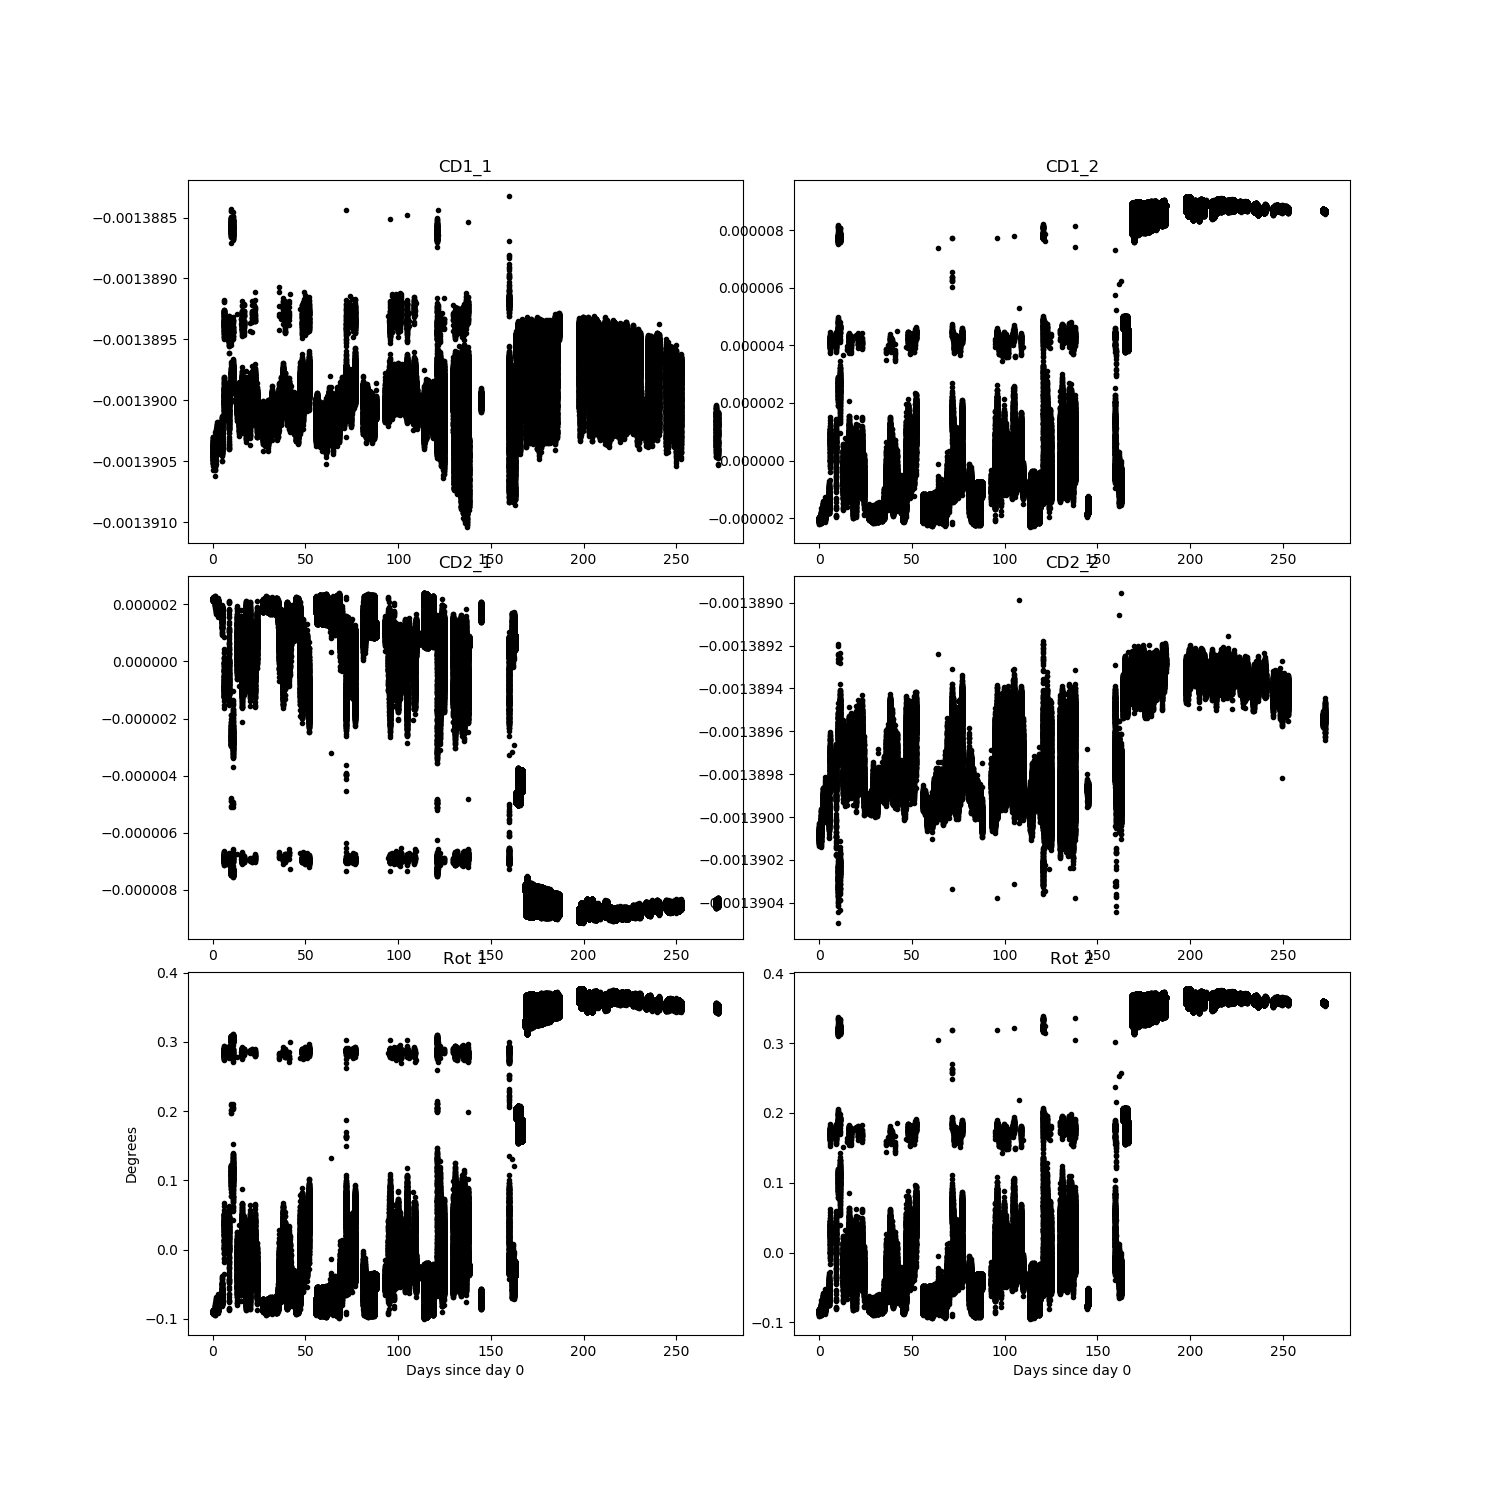 CD1_1
−0.0013885
−0.0013890
−0.0013895
−0.0013900
−0.0013905
−0.0013910
0 50 100 150 200 250
CD1_2
0.000008
0.000006
0.000004
0.000002
0.000000
−0.000002
0 50 100 150 200 250
CD2_1
0.000002
0.000000
−0.000002
−0.000004
−0.000006
−0.000008
0 50 100 150 200 250
CD2_2
−0.0013890
−0.0013892
−0.0013894
−0.0013896
−0.0013898
−0.0013900
−0.0013902
−0.0013904
0 50 100 150 200 250
Rot 1
0.4
0.3
0.2
0.1
0.0
−0.1
Degrees
0 50 100 150 200 250
Days since day 0
Rot 2
0.4
0.3
0.2
0.1
0.0
−0.1
0 50 100 150 200 250
Days since day 0